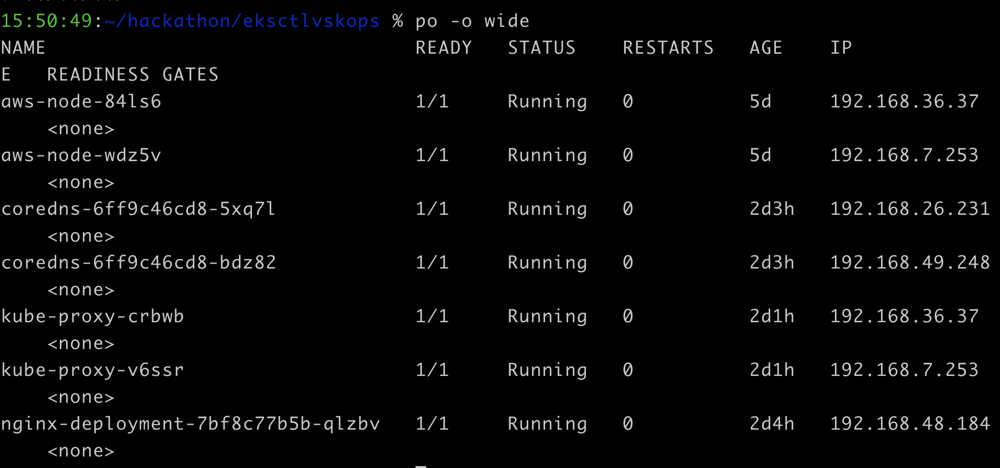 15:50:49:~/hackathon/eksctlvskops % po -o wide
NAME                                READY   STATUS    RESTARTS   AGE    IP
E   READINESS GATES
aws-node-84ls6                      1/1     Running   0          5d     192.168.36.37
    <none>
aws-node-wdz5v                      1/1     Running   0          5d     192.168.7.253
    <none>
coredns-6ff9c46cd8-5xq7l            1/1     Running   0          2d3h   192.168.26.231
    <none>
coredns-6ff9c46cd8-bdz82            1/1     Running   0          2d3h   192.168.49.248
    <none>
kube-proxy-crbwb                    1/1     Running   0          2d1h   192.168.36.37
    <none>
kube-proxy-v6ssr                    1/1     Running   0          2d1h   192.168.7.253
    <none>
nginx-deployment-7bf8c77b5b-qlzbv   1/1     Running   0          2d4h   192.168.48.184
    <none>